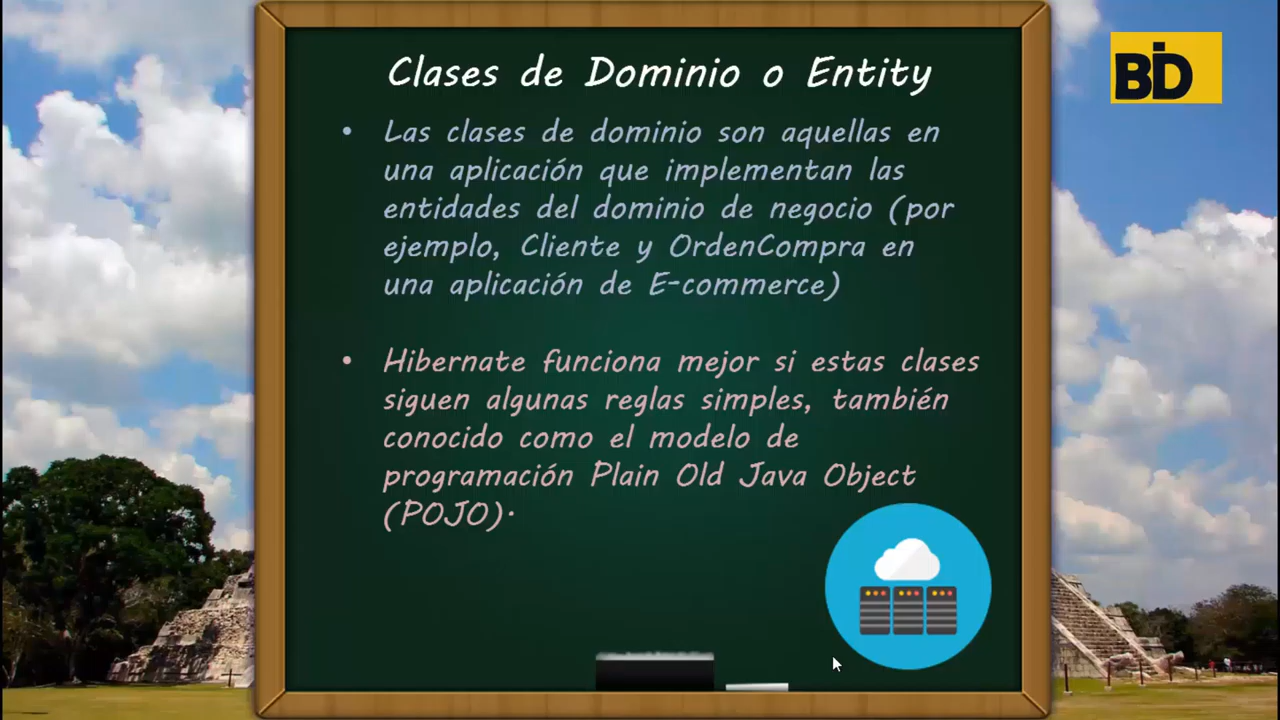 Clases de Dominio o Entity
BID
• Las clases de dominio son aquellas en
una aplicación que implementan las
entidades del dominio de negocio (por
ejemplo, Cliente y OrdenCompra en
una aplicación de E-commerce)
• Hibernate funciona mejor si estas clases
siguen algunas reglas simples, también
conocido como el modelo de
programación Plain Old Java Object
(POJO).